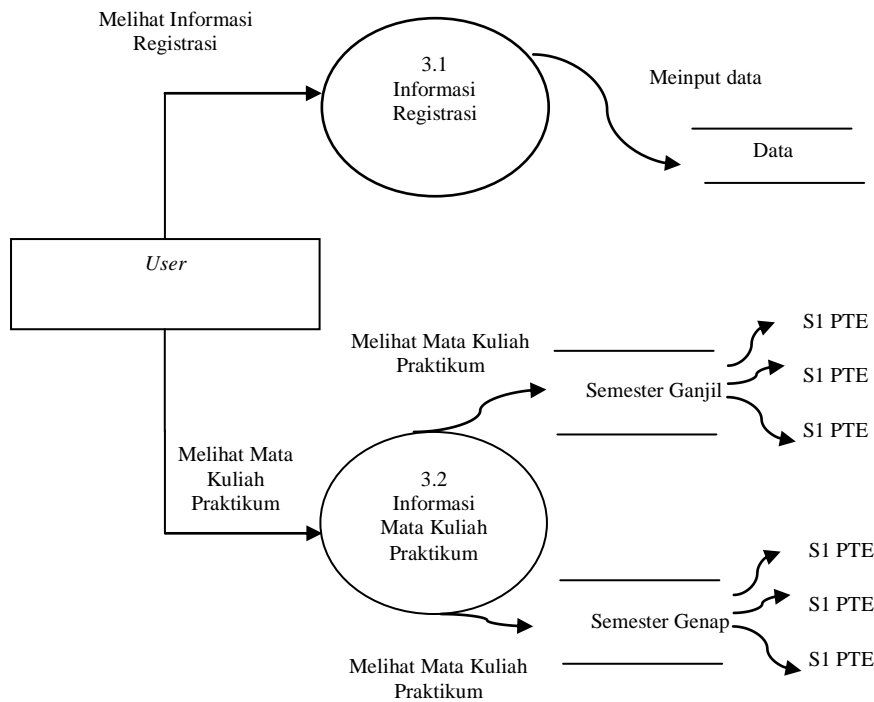 Melihat Informasi
Registrasi
3.1
Informasi
Registrasi
Meinput data
Data
User
Melihat Mata Kuliah
Praktikum
Semester Ganjil
S1 PTE
S1 PTE
S1 PTE
Melihat Mata
Kuliah
Praktikum
3.2
Informasi
Mata Kuliah
Praktikum
Semester Genap
S1 PTE
S1 PTE
S1 PTE
Melihat Mata Kuliah
Praktikum